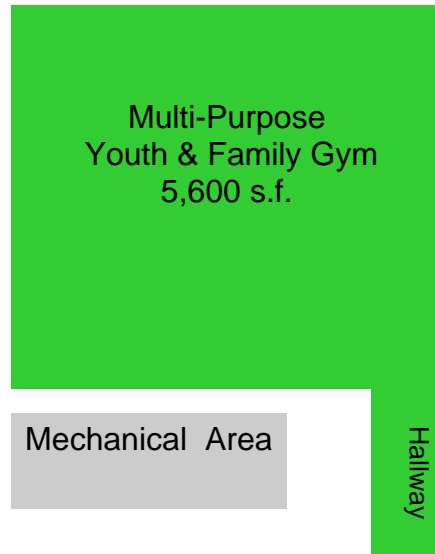 Multi-Purpose
Youth & Family Gym
5,600 s.f.
Mechanical Area
Hallway